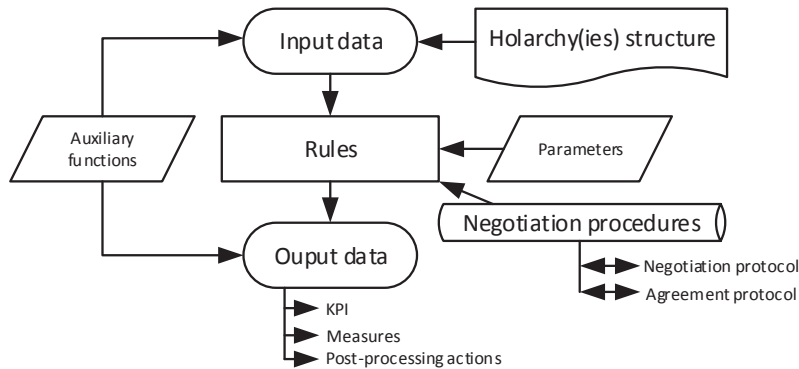 Input data
Holarchy(ies) structure
Auxiliary
functions
Rules
Parameters
Negotiation procedures
Ouput data
Negotiation protocol
Agreement protocol
KPI
Measures
Post-processing actions